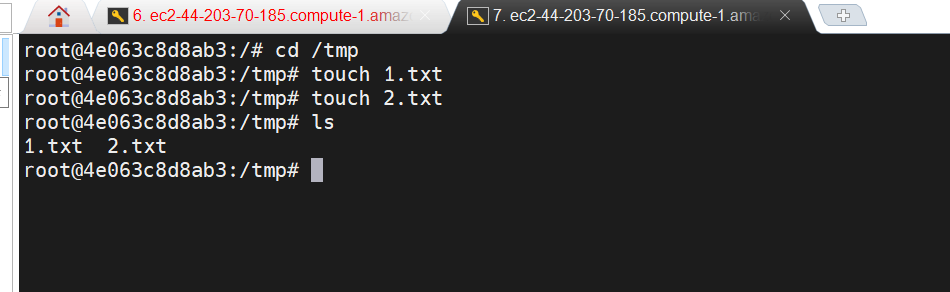 6. ec2-44-203-70-185.compute-1.amaz
7. ec2-44-203-70-185.compute-1.ama
root@4e063c8d8ab3:/# cd /tmp
root@4e063c8d8ab3:/tmp# touch 1.txt
root@4e063c8d8ab3:/tmp# touch 2.txt
root@4e063c8d8ab3:/tmp# ls
1.txt  2.txt
root@4e063c8d8ab3:/tmp#